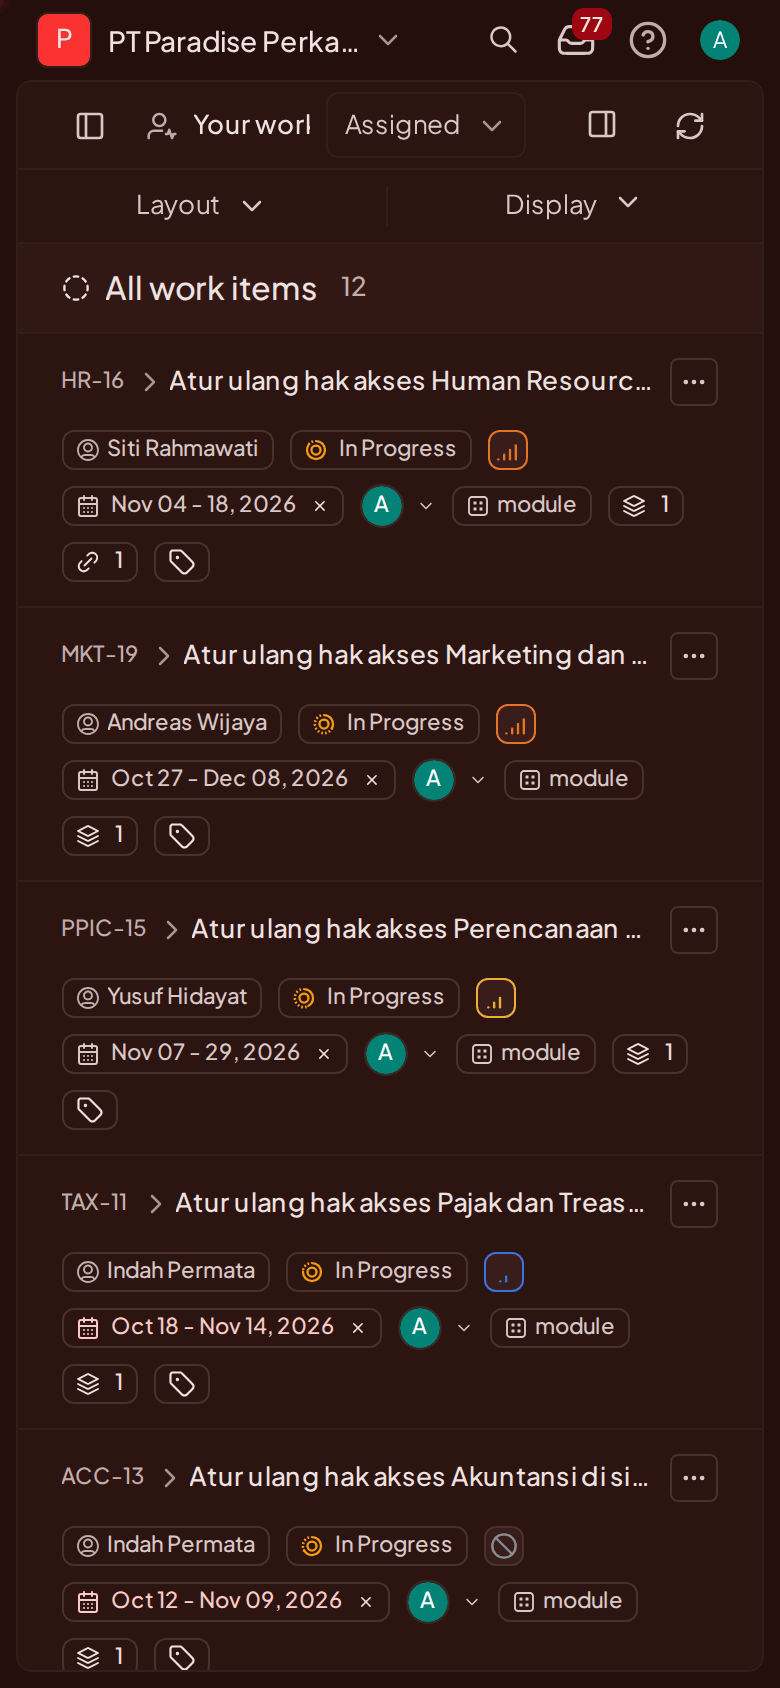 P PT Paradise Perka... 77 A
Your worl Assigned
Layout Display
All work items 12
HR-16 Atur ulang hak akses Human Resourc...
Siti Rahmawati In Progress
Nov 04 - 18, 2026 A module 1
1
MKT-19 Atur ulang hak akses Marketing dan ...
Andreas Wijaya In Progress
Oct 27 - Dec 08, 2026 A module
1
PPIC-15 Atur ulang hak akses Perencanaan ...
Yusuf Hidayat In Progress
Nov 07 - 29, 2026 A module 1
TAX-11 Atur ulang hak akses Pajak dan Treas...
Indah Permata In Progress
Oct 18 - Nov 14, 2026 A module
1
ACC-13 Atur ulang hak akses Akuntansi di si...
Indah Permata In Progress
Oct 12 - Nov 09, 2026 A module
1